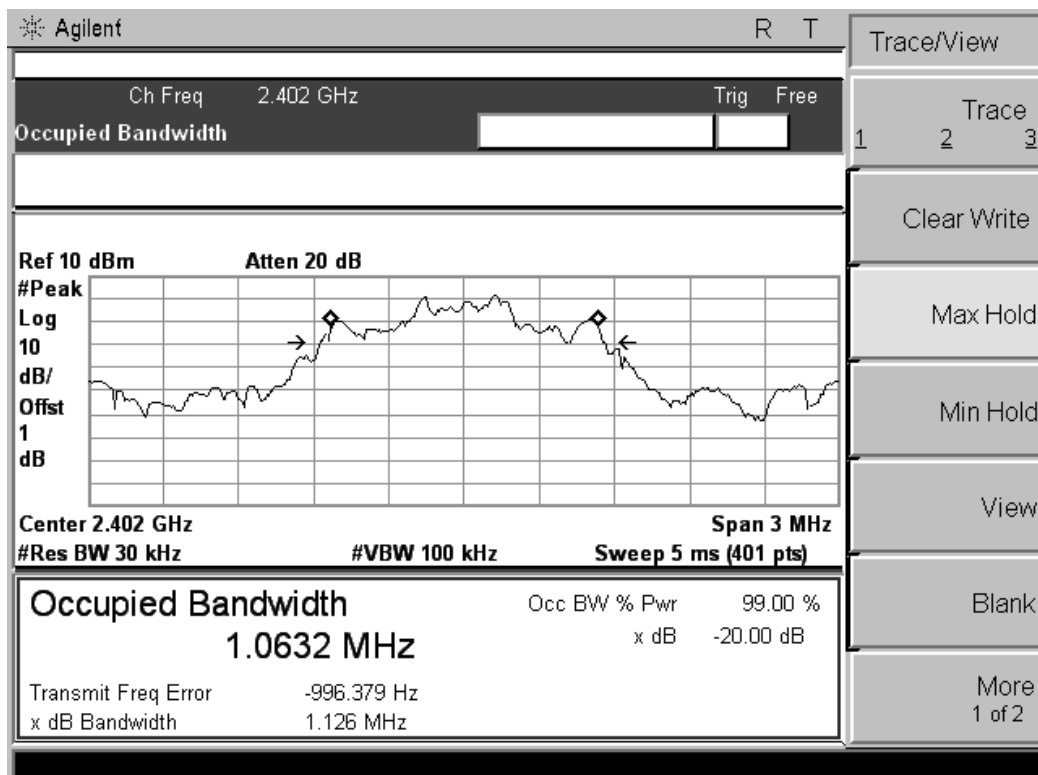 Agilent R T
Trace/View
Ch Freq 2.402 GHz Trig Free
Occupied Bandwidth
Trace
1 2 3
Clear Write
Ref 10 dBm Atten 20 dB
#Peak
Log
10
dB/
Offst
1
dB
Max Hold
Min Hold
Center 2.402 GHz Span 3 MHz
#Res BW 30 kHz #VBW 100 kHz Sweep 5 ms (401 pts)
View
Occupied Bandwidth Occ BW % Pwr 99.00 %
1.0632 MHz x dB -20.00 dB
Transmit Freq Error -996.379 Hz
x dB Bandwidth 1.126 MHz
Blank
More
1 of 2